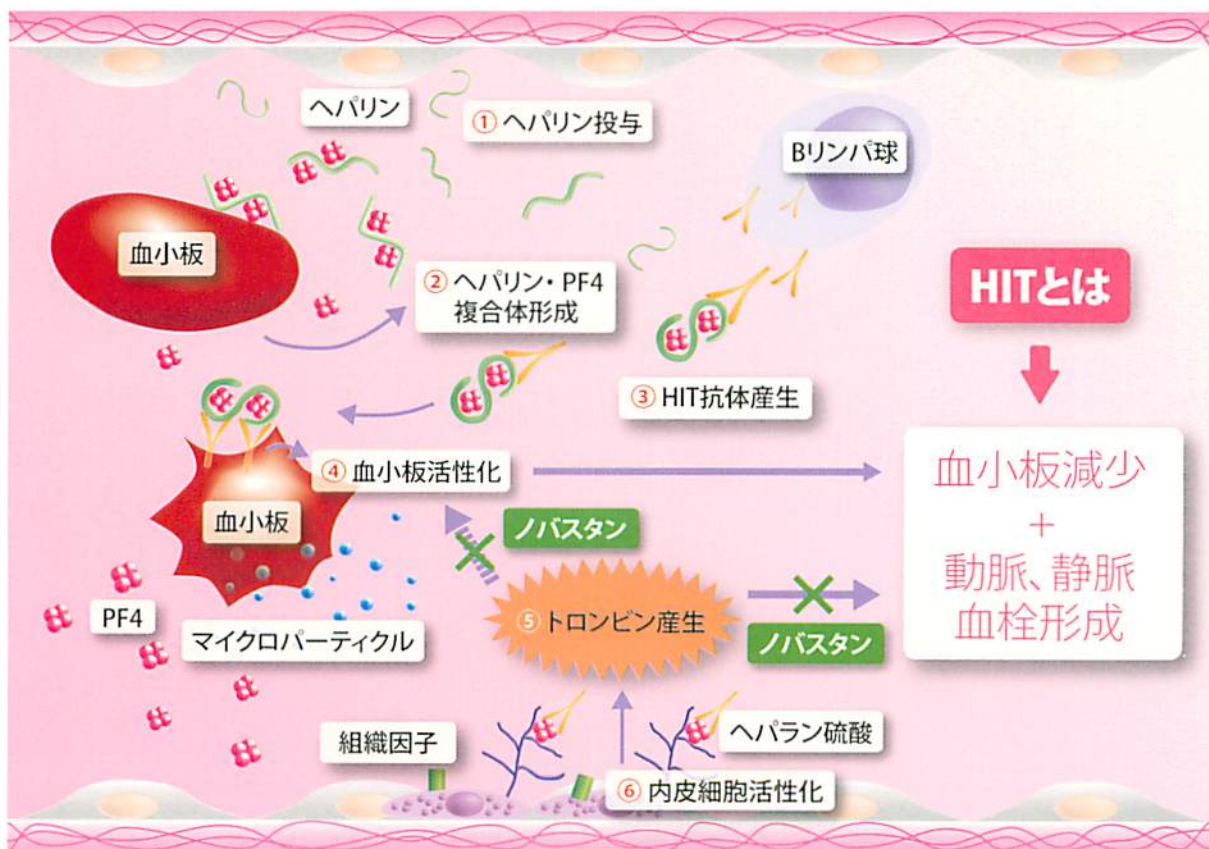 ヘパリン
① ヘパリン投与
Bリンパ球
血小板
② ヘパリン・PF4
複合体形成
HITとは
③ HIT抗体産生
④ 血小板活性化
血小板減少
+
動脈、静脈
血栓形成
血小板
ノバスタン
PF4
⑤ トロンビン産生
マイクロパーティクル
ノバスタン
組織因子
ヘパラン硫酸
⑥ 内皮細胞活性化